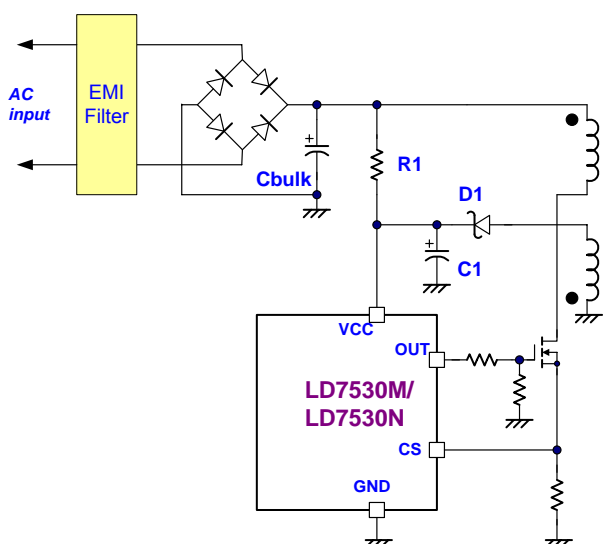 AC
input
EMI
Filter
+
Cbulk
R1
D1
+
C1
VCC
OUT
LD7530M/
LD7530N
CS
GND